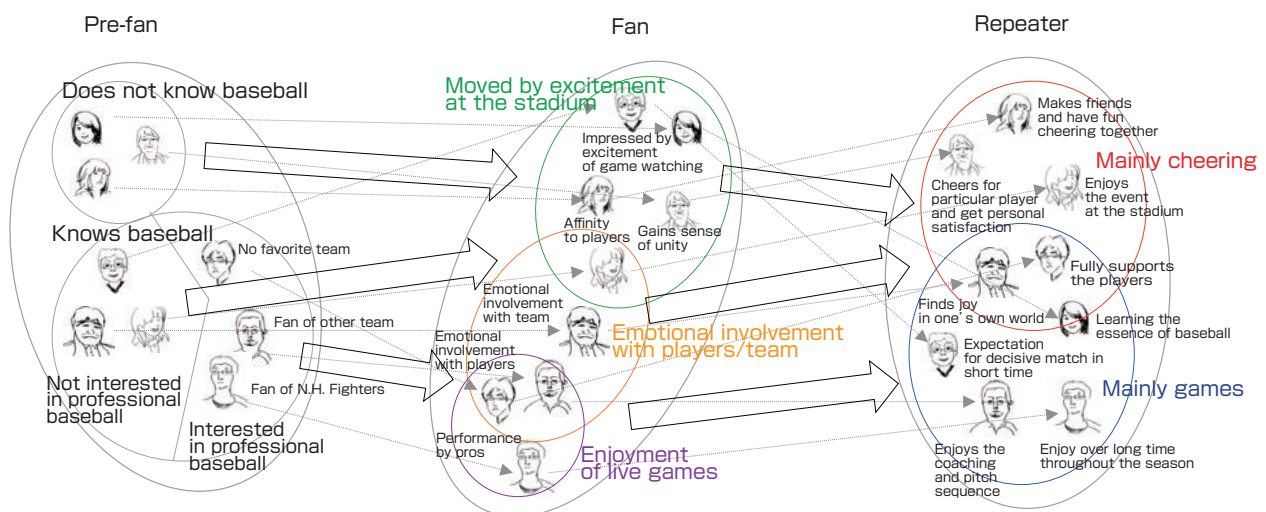 Pre-fan
Fan
Repeater
Does not know baseball
Knows baseball
No favorite team
Fan of other team
Fan of N.H. Fighters
Not interested
in professional
baseball
Interested
in professional
baseball
Moved by excitement
at the stadium
Impressed by
excitement
of game watching
Affinity
to players
Gains sense
of unity
Emotional
involvement
with team
Emotional
involvement
with players
Emotional involvement
with players/team
Performance
by pros
Enjoyment
of live games
Makes friends
and have fun
cheering together
Mainly cheering
Cheers for
particular player
and get personal
satisfaction
Enjoys
the event
at the stadium
Fully supports
the players
Finds joy
in one's own world
Learning the
essence of baseball
Expectation
for decisive match in
short time
Mainly games
Enjoys the
coaching
and pitch
sequence
Enjoy over long time
throughout the season